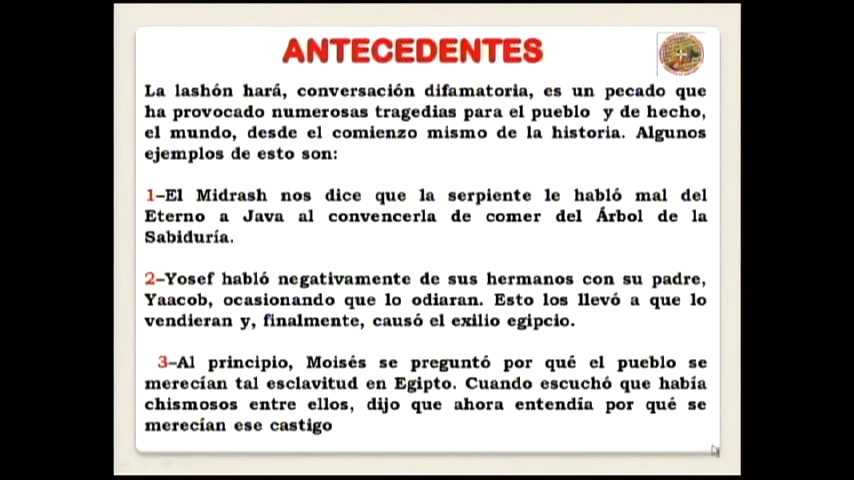 ANTECEDENTES
La lashón hará, conversación difamatoria, es un pecado que
ha provocado numerosas tragedias para el pueblo y de hecho,
el mundo, desde el comienzo mismo de la historia. Algunos
ejemplos de esto son:
1–El Midrash nos dice que la serpiente le habló mal del
Eterno a Java al convencerla de comer del Árbol de la
Sabiduría.
2–Yosef habló negativamente de sus hermanos con su padre,
Yaacob, ocasionando que lo odiaran. Esto los llevó a que lo
vendieran y, finalmente, causó el exilio egipcio.
3–Al principio, Moisés se preguntó por qué el pueblo se
merecían tal esclavitud en Egipto. Cuando escuchó que había
chismosos entre ellos, dijo que ahora entendía por qué se
merecían ese castigo